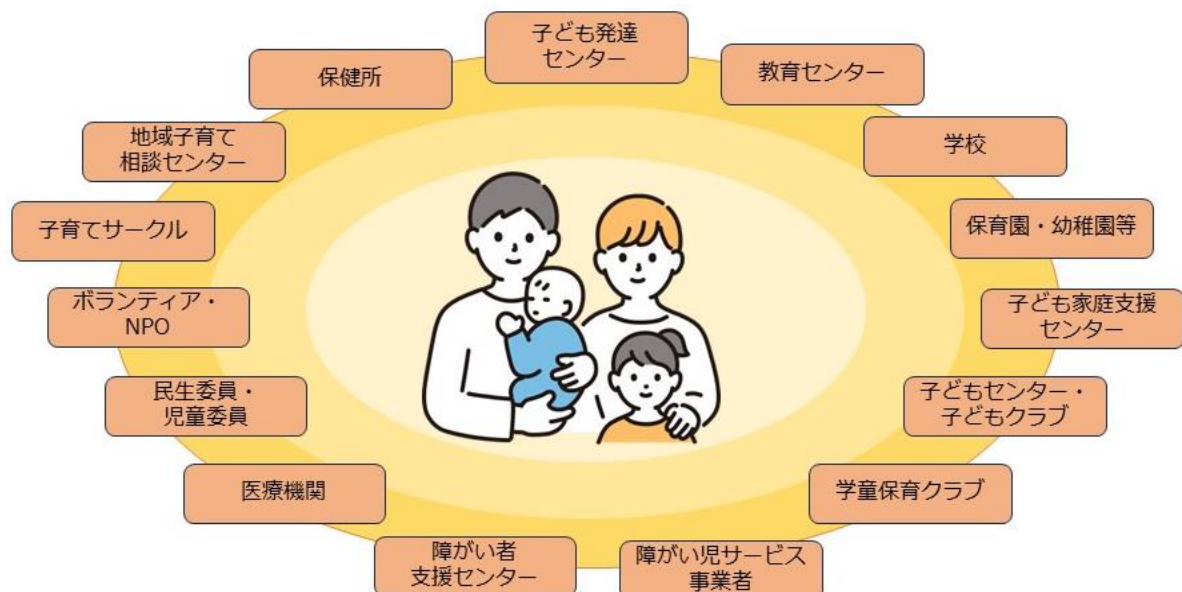 子ども発達
センター
保健所
教育センター
地域子育て
相談センター
学校
子育てサークル
保育園・幼稚園等
ボランティア・
NPO
子ども家庭支援
センター
民生委員・
児童委員
子どもセンター・
子どもクラブ
医療機関
学童保育クラブ
障がい者
支援センター
障がい児サービス
事業者